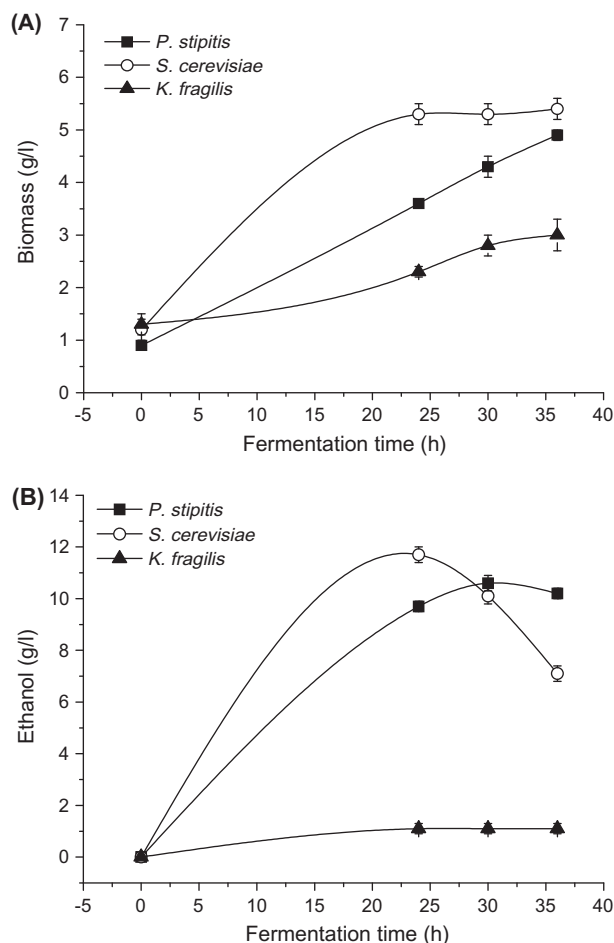 (A)
7
6
5
4
3
2
1
0
Biomass (g/l)
P. stipitis
S. cerevisiae
K. fragilis
-5 0 5 10 15 20 25 30 35 40
Fermentation time (h)
(B)
14
12
10
8
6
4
2
0
Ethanol (g/l)
P. stipitis
S. cerevisiae
K. fragilis
-5 0 5 10 15 20 25 30 35 40
Fermentation time (h)